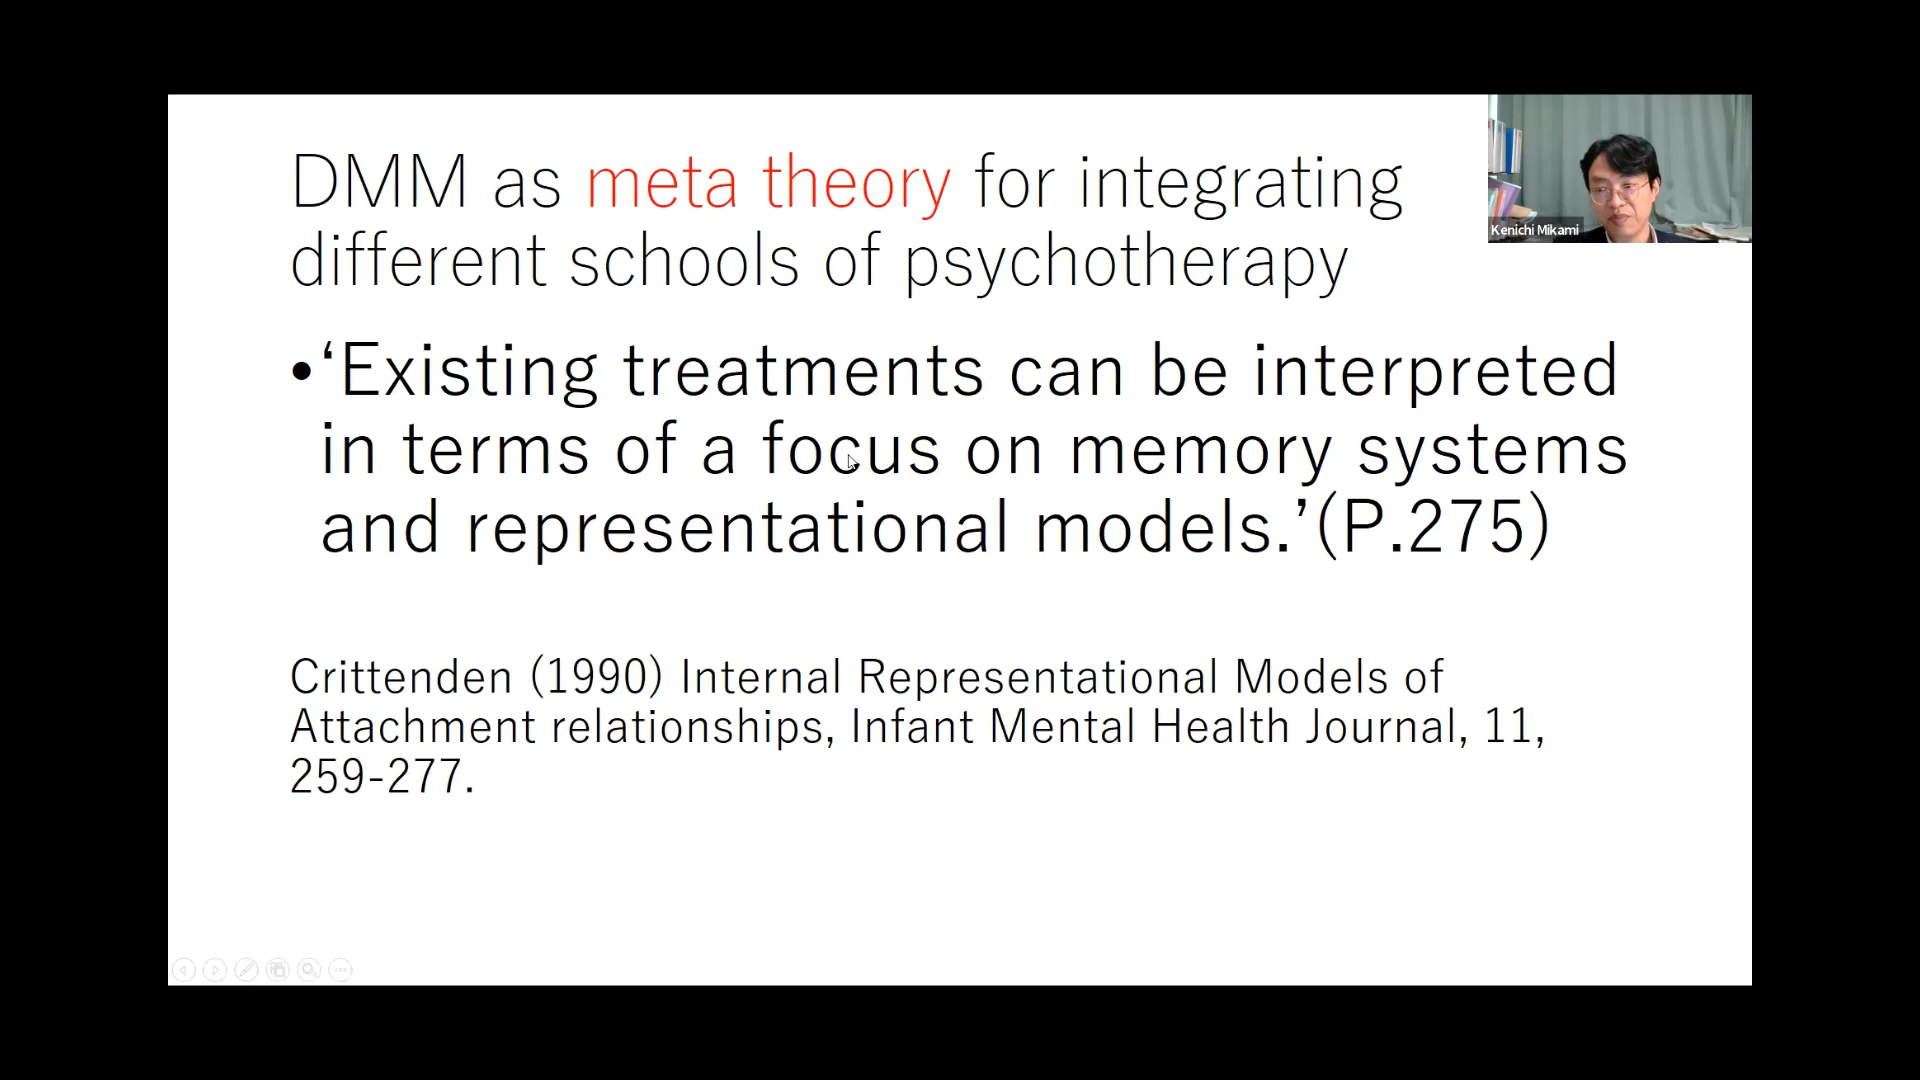 DMM as meta theory for integrating
different schools of psychotherapy
Kenichi Mikami
•‘Existing treatments can be interpreted
in terms of a focus on memory systems
and representational models.’(P.275)
Crittenden (1990) Internal Representational Models of
Attachment relationships, Infant Mental Health Journal, 11,
259-277.